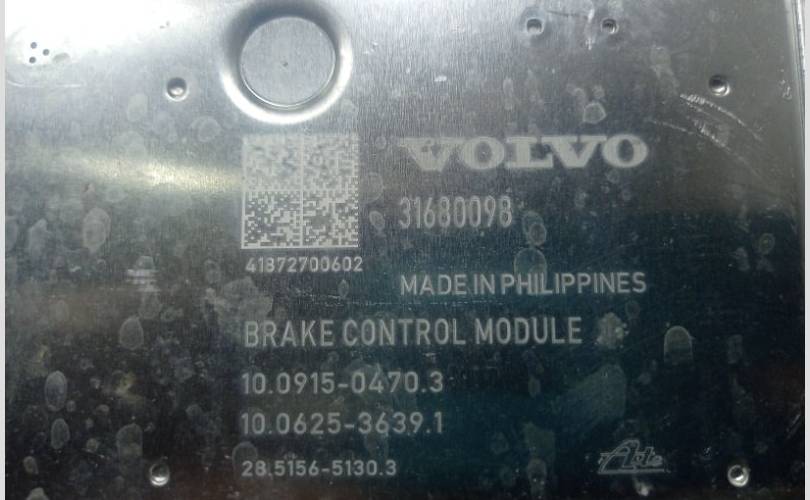 VOLVO
31680098
41872700602
MADE IN PHILIPPINES
BRAKE CONTROL MODULE
10.0915-0470.3
10.0625-3639.1
28.5156-5130.3
Ate